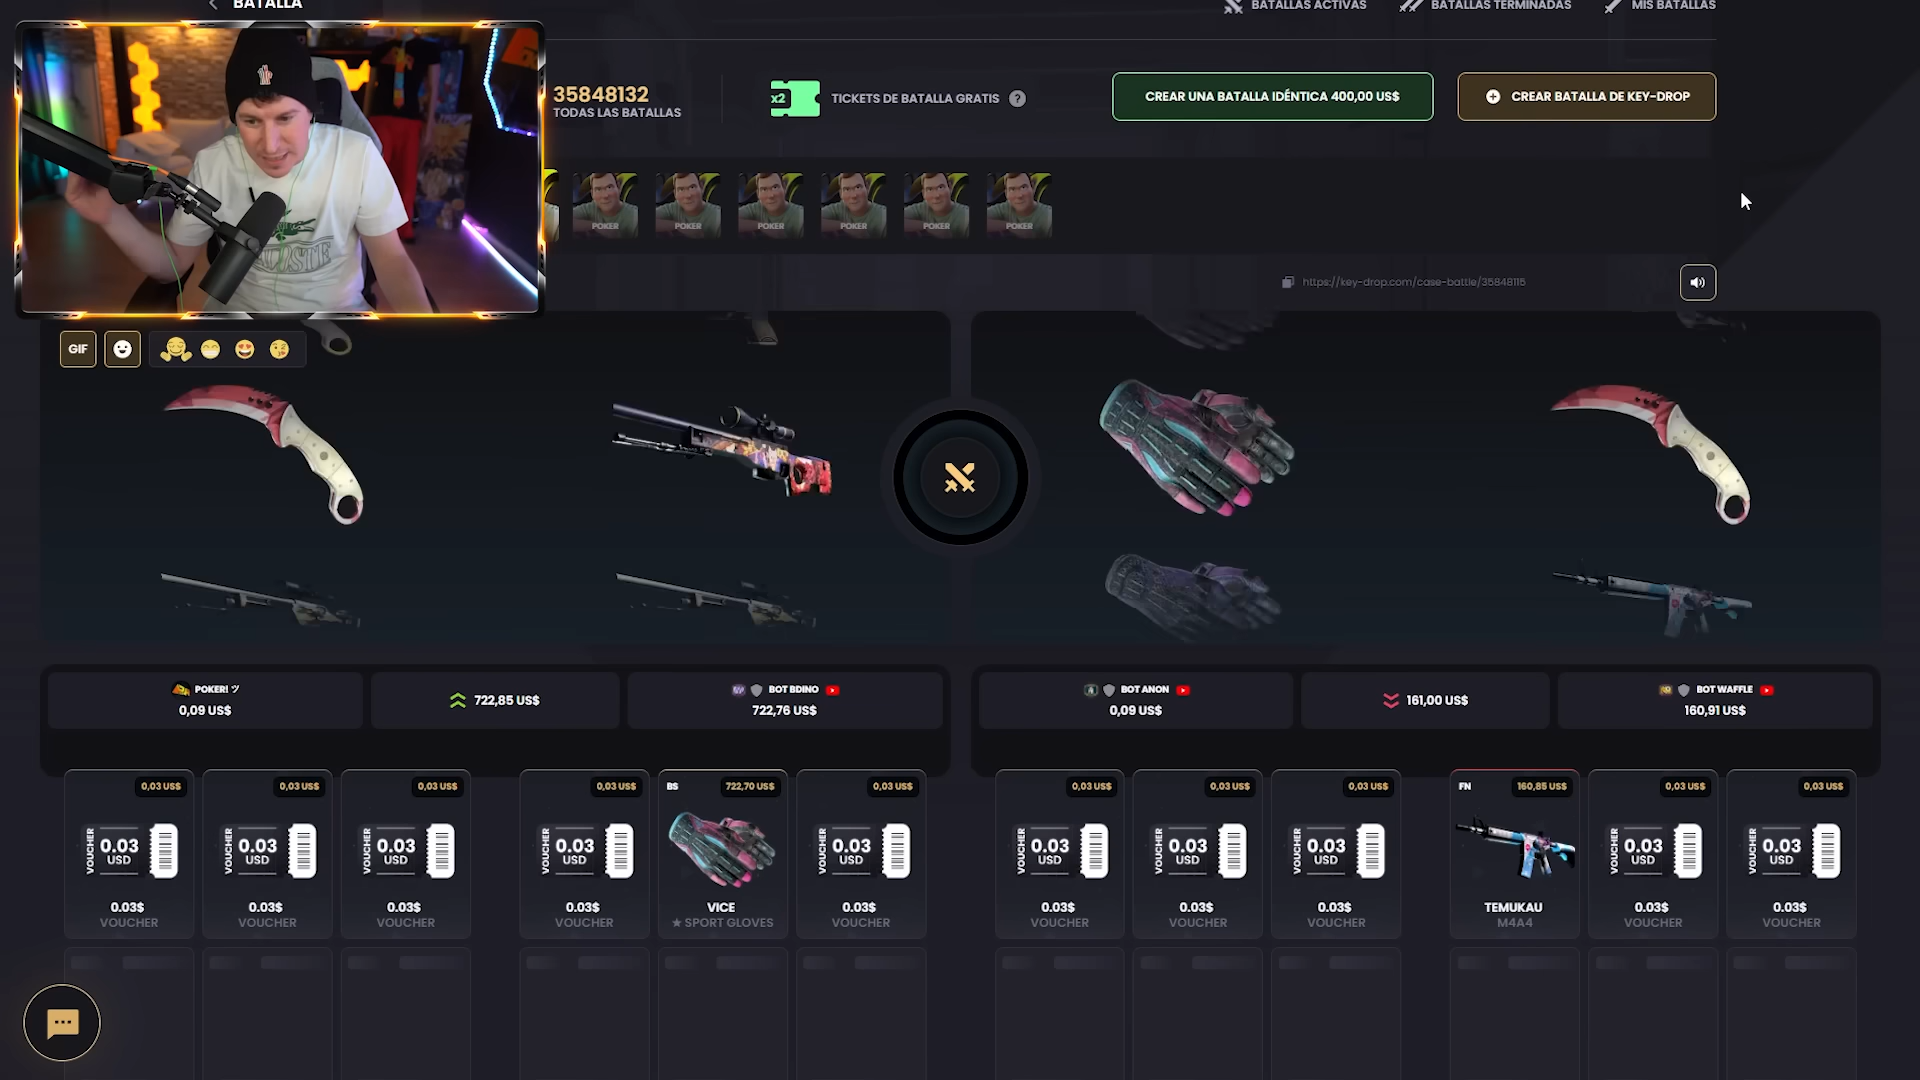 BATALLA
BATALLAS ACTIVAS
BATALLAS TERMINADAS
MIS BATALLAS
35848132
TODAS LAS BATALLAS
x2
TICKETS DE BATALLA GRATIS
?
CREAR UNA BATALLA IDÉNTICA 400,00 US$
CREAR BATALLA DE KEY-DROP
POKER
POKER
POKER
POKER
POKER
POKER
https://key-drop.com/case-battle/35848115
GIF
POKER! ツ
0,09 US$
722,85 US$
BOT BDINO
722,76 US$
BOT ANON
0,09 US$
161,00 US$
BOT WAFFLE
160,91 US$
0,03 US$
VOUCHER
0.03
USD
0.03$
VOUCHER
0,03 US$
VOUCHER
0.03
USD
0.03$
VOUCHER
0,03 US$
VOUCHER
0.03
USD
0.03$
VOUCHER
0,03 US$
VOUCHER
0.03
USD
0.03$
VOUCHER
BS
722,70 US$
VICE
★ SPORT GLOVES
0,03 US$
VOUCHER
0.03
USD
0.03$
VOUCHER
0,03 US$
VOUCHER
0.03
USD
0.03$
VOUCHER
0,03 US$
VOUCHER
0.03
USD
0.03$
VOUCHER
0,03 US$
VOUCHER
0.03
USD
0.03$
VOUCHER
FN
160,85 US$
TEMUKAU
M4A4
0,03 US$
VOUCHER
0.03
USD
0.03$
VOUCHER
0,03 US$
VOUCHER
0.03
USD
0.03$
VOUCHER